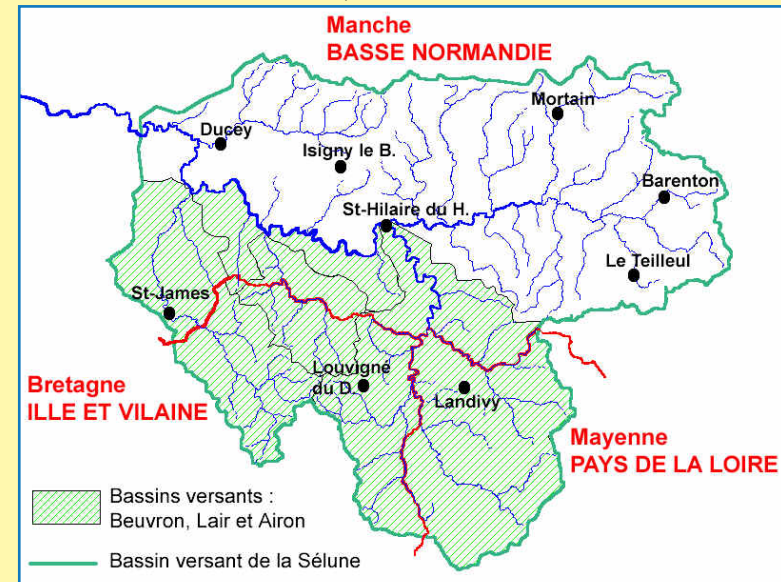 Manche
BASSE NORMANDIE
Mortain
Ducey
Isigny le B.
Barenton
St-Hilaire du H.
Le Teilleul
St-James
Louvigné
du D.
Landivy
Bretagne
ILLE ET VILAINE
Mayenne
PAYS DE LA LOIRE
Bassins versants :
Beuvron, Lair et Airon
Bassin versant de la Sélune